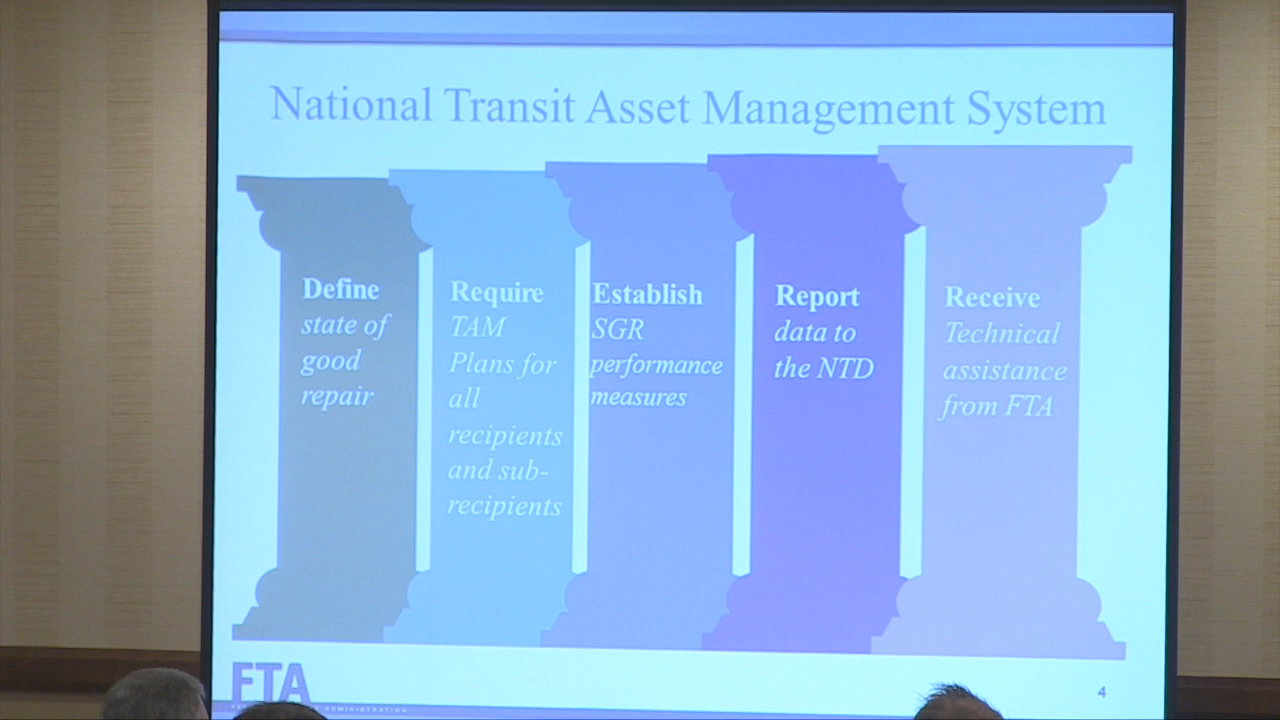 National Transit Asset Management System
Define
state of
good
repair
Require
TAM
Plans for
all
recipients
and sub-
recipients
Establish
SGR
performance
measures
Report
data to
the NTD
Receive
Technical
assistance
from FTA
FTA
ADMINISTRATION
4